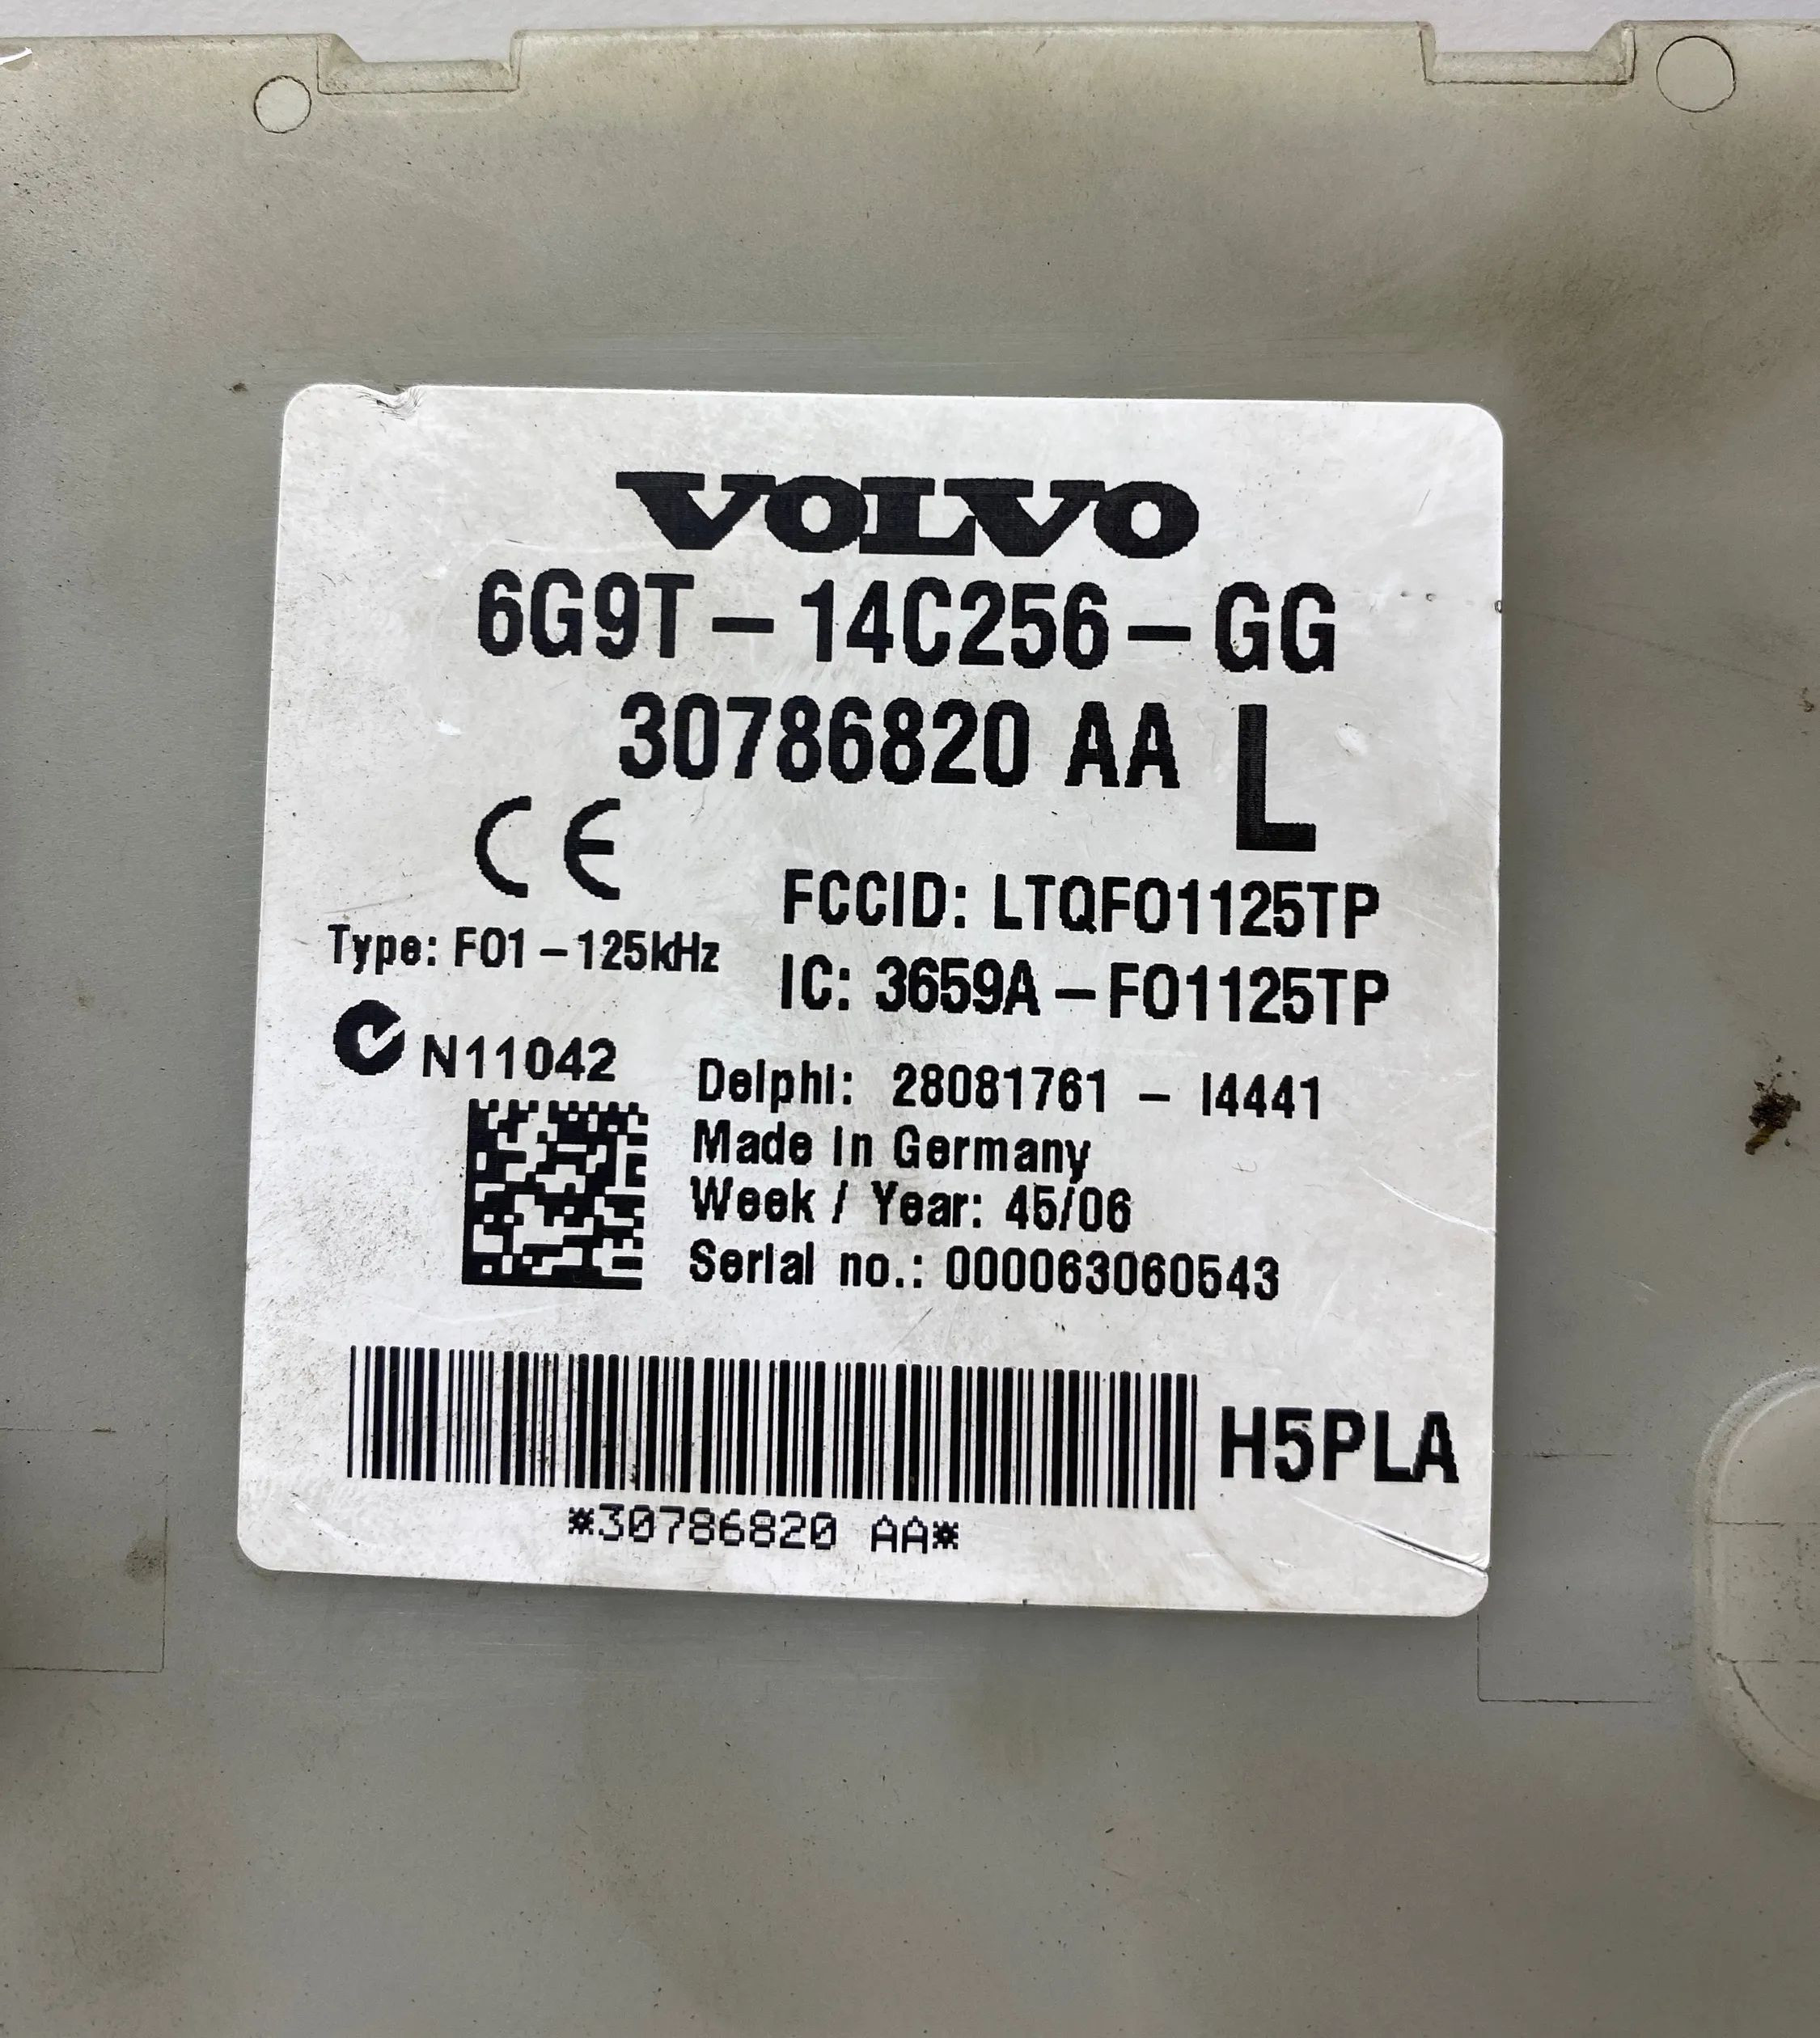 VOLVO
6G9T-14C256-GG
30786820 AA L
CE
FCCID: LTQFO1125TP
Type: FO1-125kHz
IC: 3659A-FO1125TP
N11042
Delphi: 28081761 - I4441
Made In Germany
Week / Year: 45/06
Serial no.: 000063060543
H5PLA
*30786820 AA*